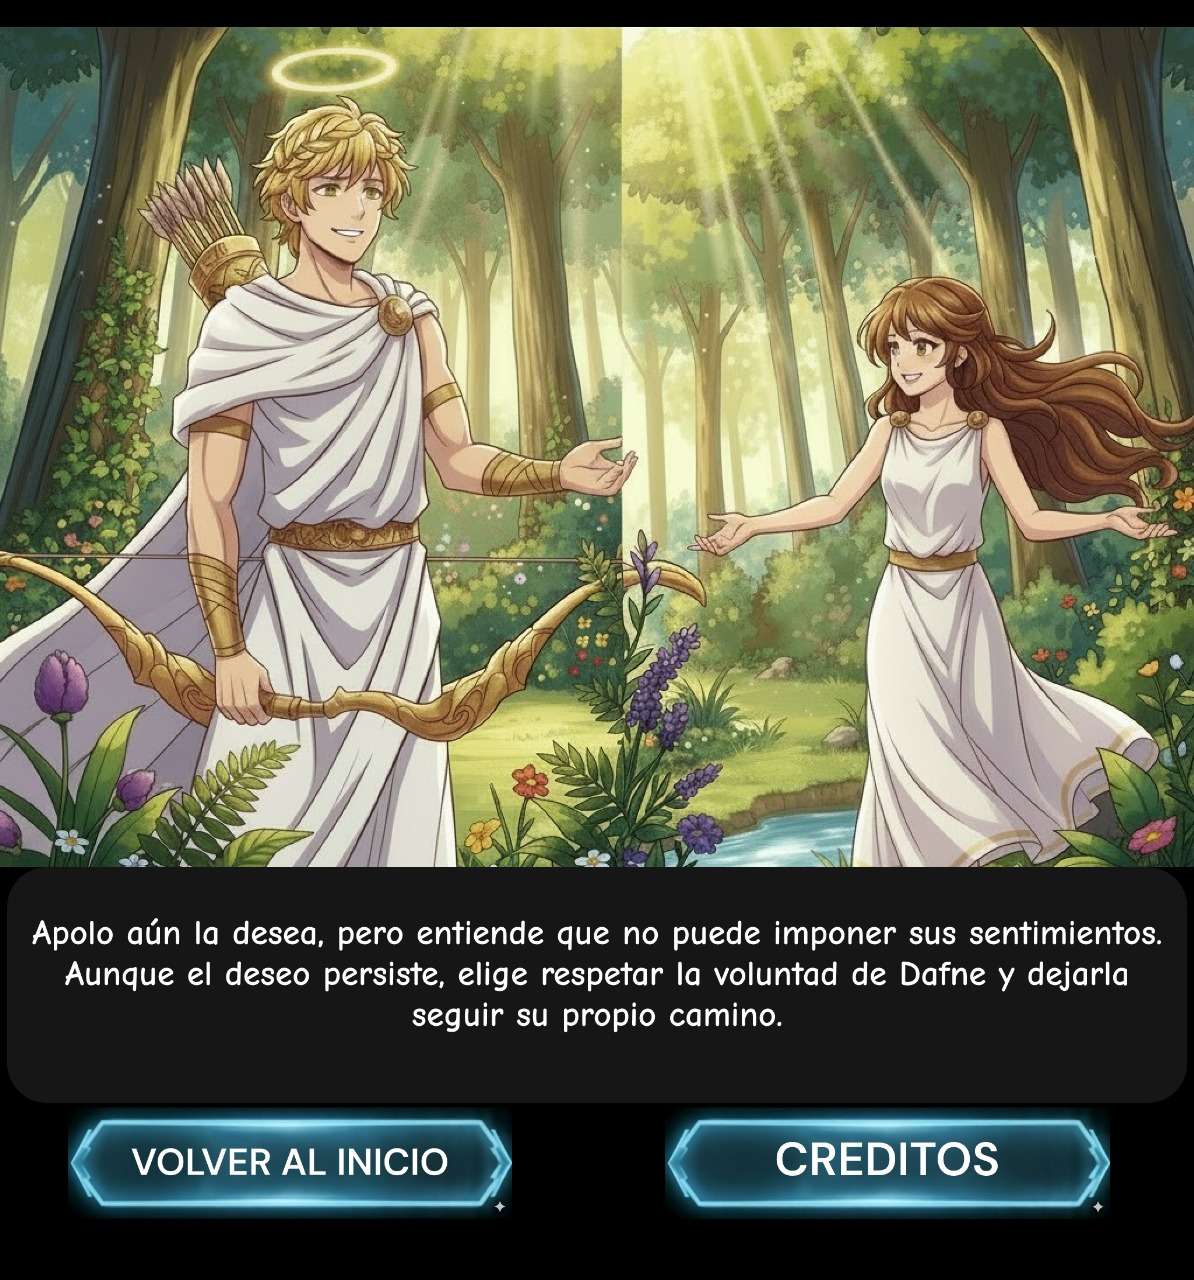 Apolo aún la desea, pero entiende que no puede imponer sus sentimientos.
Aunque el deseo persiste, elige respetar la voluntad de Dafne y dejarla
seguir su propio camino.
VOLVER AL INICIO
CREDITOS